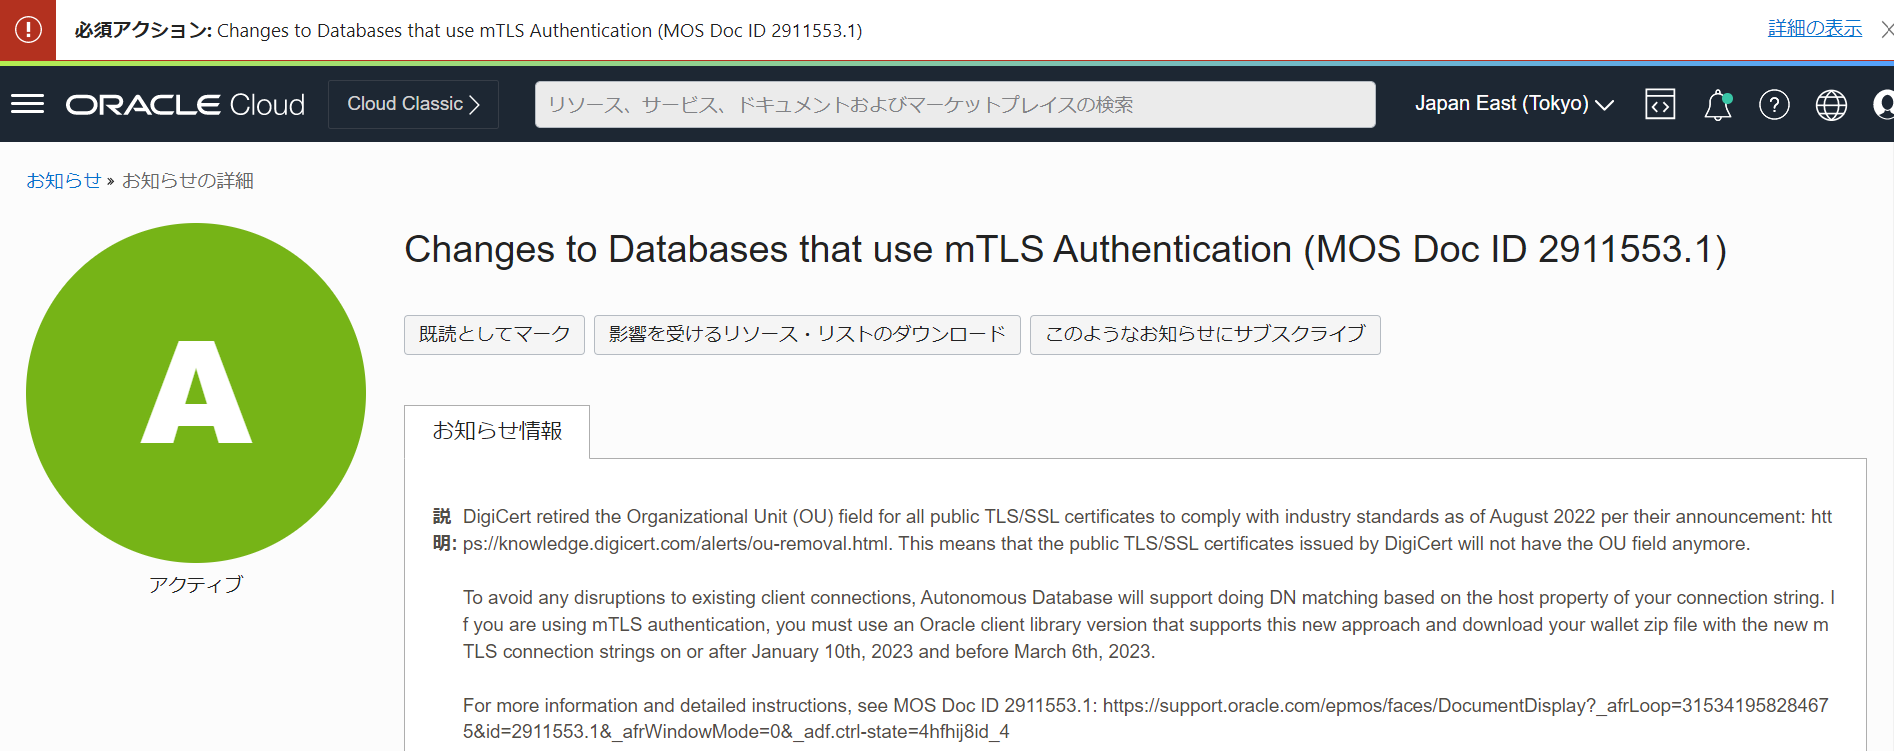 必須アクション: Changes to Databases that use mTLS Authentication (MOS Doc ID 2911553.1)
詳細の表示
ORACLE Cloud
Cloud Classic
リソース、サービス、ドキュメントおよびマーケットプレイスの検索
Japan East (Tokyo)
お知らせ » お知らせの詳細
A
アクティブ
Changes to Databases that use mTLS Authentication (MOS Doc ID 2911553.1)
既読としてマーク
影響を受けるリソース・リストのダウンロード
このようなお知らせにサブスクライブ
お知らせ情報
説明:
DigiCert retired the Organizational Unit (OU) field for all public TLS/SSL certificates to comply with industry standards as of August 2022 per their announcement: htt
ps://knowledge.digicert.com/alerts/ou-removal.html. This means that the public TLS/SSL certificates issued by DigiCert will not have the OU field anymore.
To avoid any disruptions to existing client connections, Autonomous Database will support doing DN matching based on the host property of your connection string. I
f you are using mTLS authentication, you must use an Oracle client library version that supports this new approach and download your wallet zip file with the new m
TLS connection strings on or after January 10th, 2023 and before March 6th, 2023.
For more information and detailed instructions, see MOS Doc ID 2911553.1: https://support.oracle.com/epmos/faces/DocumentDisplay?_afrLoop=31534195828467
5&id=2911553.1&_afrWindowMode=0&_adf.ctrl-state=4hfhij8id_4